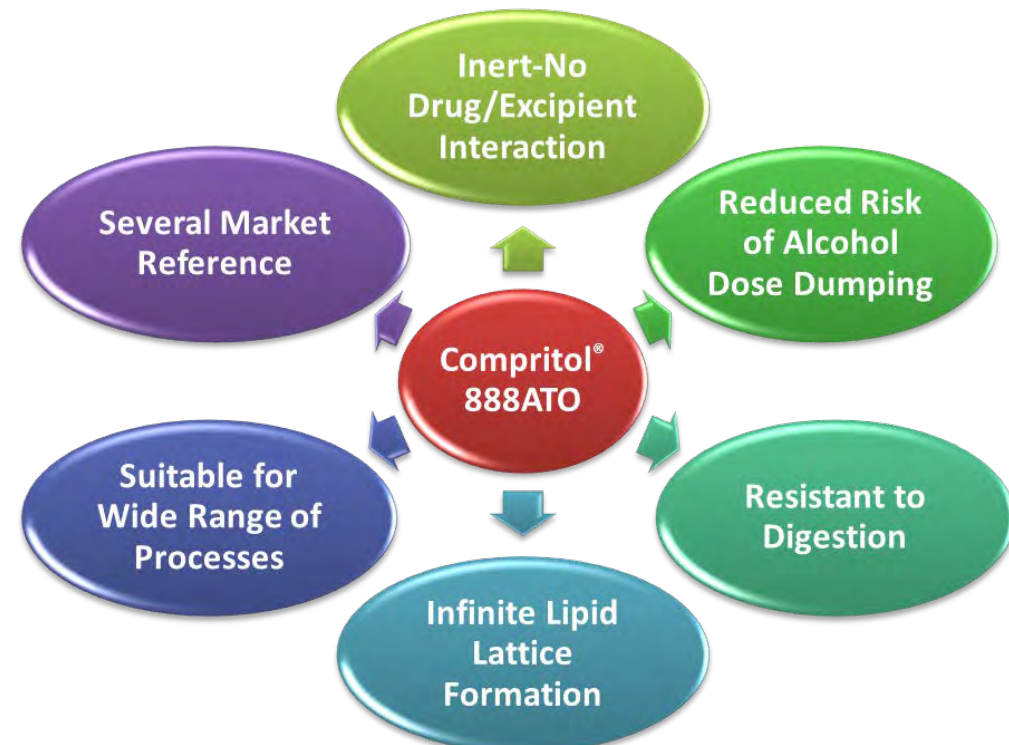 Inert-No
Drug/Excipient
Interaction
Reduced Risk
of Alcohol
Dose Dumping
Several Market
Reference
Compritol®
888ATO
Resistant to
Digestion
Suitable for
Wide Range of
Processes
Infinite Lipid
Lattice
Formation